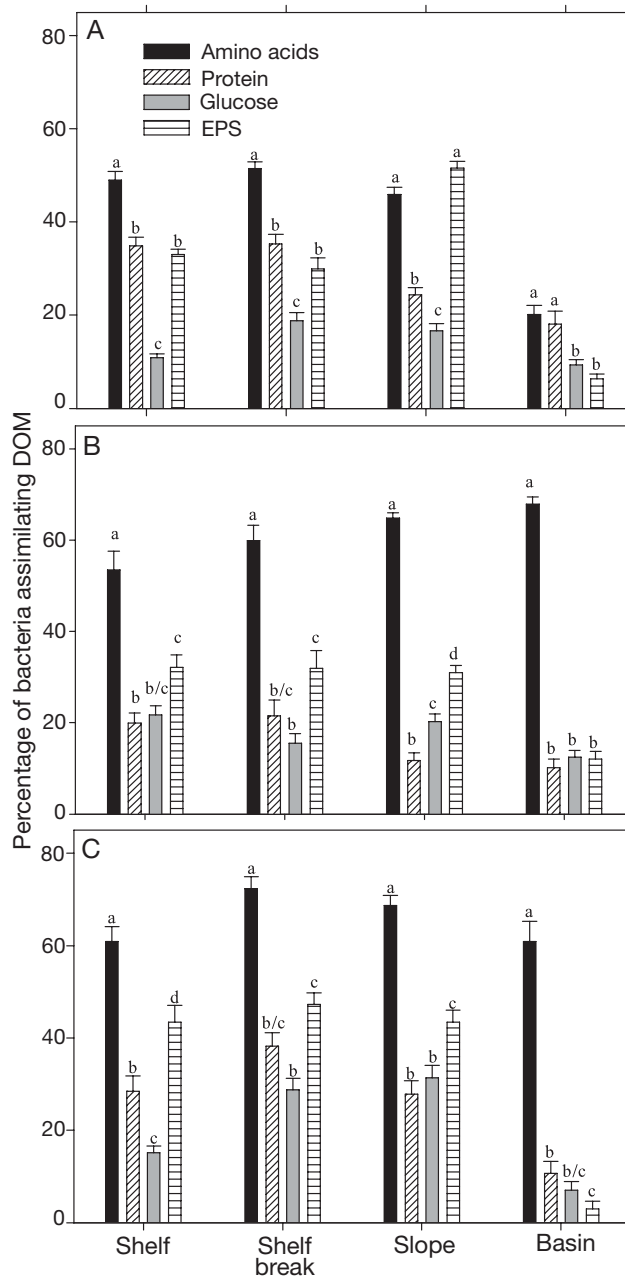 Percentage of bacteria assimilating DOM
A
Amino acids
Protein
Glucose
EPS
80
60
40
20
0
a b c b
a b c b
a b c a
a a b b
B
80
60
40
20
0
a b b/c c
a b/c b c
a b c d
a b b b
C
80
60
40
20
0
a b c d
a b/c b c
a b b c
a b b/c c
Shelf
Shelf
break
Slope
Basin